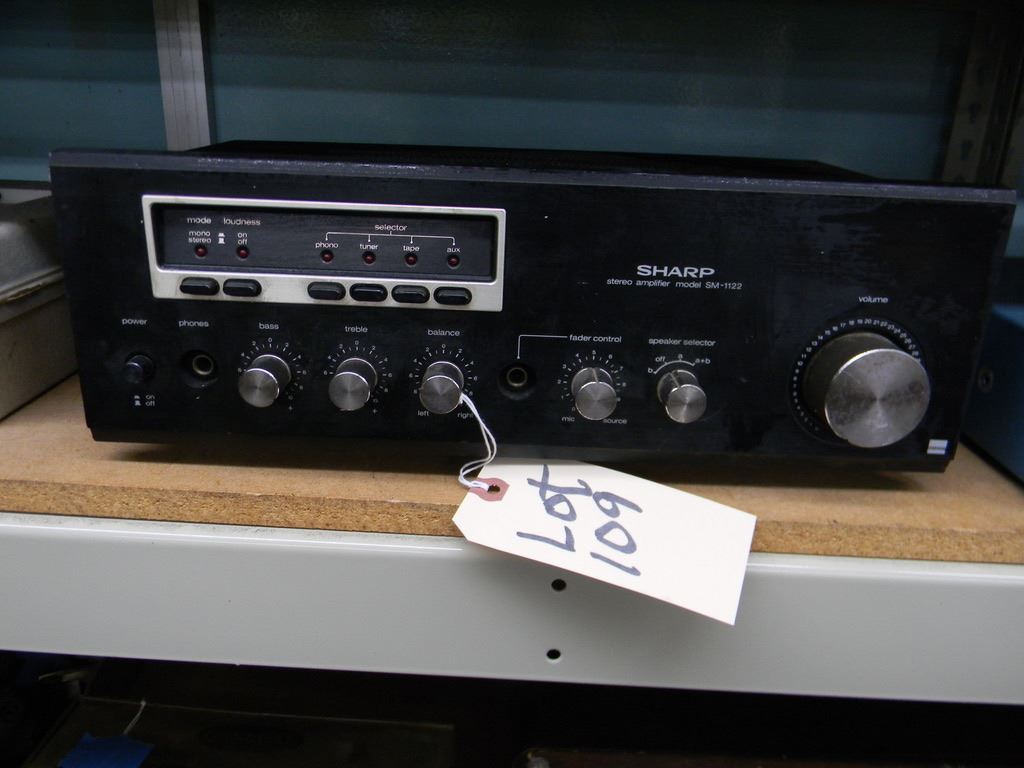 mode loudness
mono on
stereo off
selector
phono tuner tape aux
SHARP
stereo amplifier model SM-1122
volume
power phones bass treble balance
fader control
speaker selector
off a a+b
b
on
off
left right
mic source
Lot
109